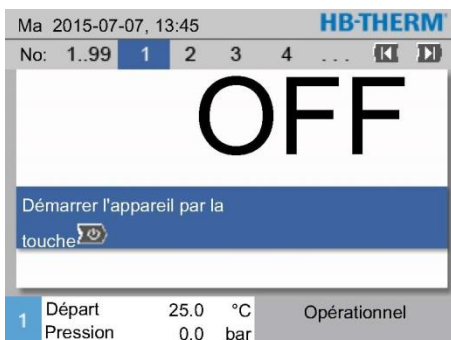 Ma 2015-07-07, 13:45 HB-THERM
No: 1..99 1 2 3 4 ...
OFF
Démarrer l'appareil par la
touche
1 Départ 25.0 °C Opérationnel
Pression 0.0 bar